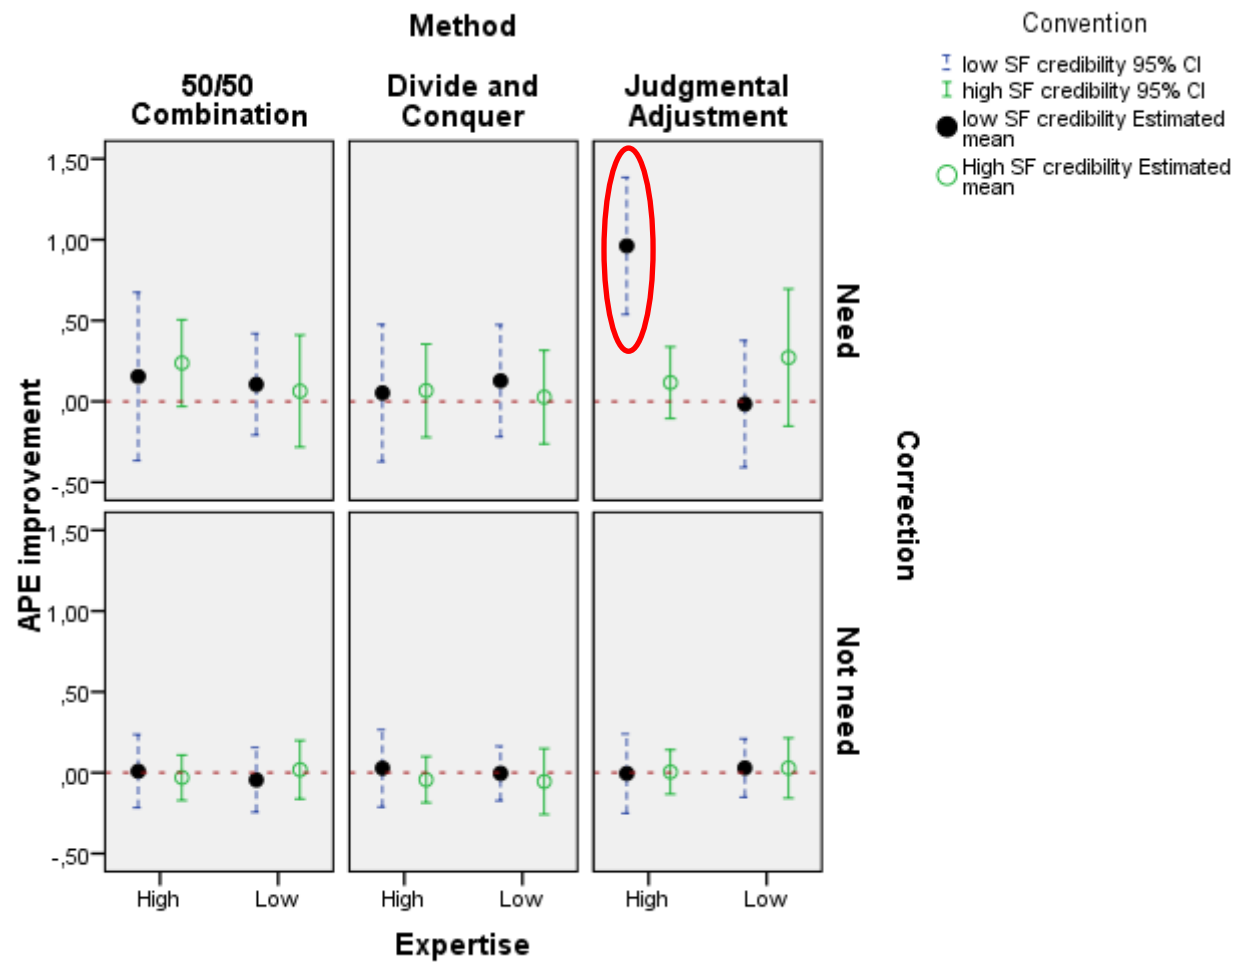 Method
Convention
50/50
Combination
Divide and
Conquer
Judgmental
Adjustment
low SF credibility 95% CI
high SF credibility 95% CI
low SF credibility Estimated
mean
High SF credibility Estimated
mean
APE improvement
1,50
1,00
,50
,00
-,50
Need
1,50
1,00
,50
,00
-,50
Not need
Correction
High
Low
High
Low
High
Low
Expertise